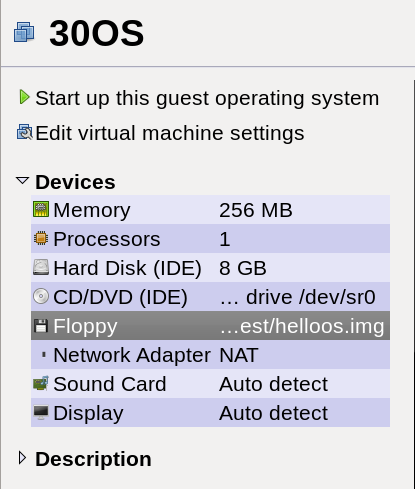 30OS
Start up this guest operating system
Edit virtual machine settings
Devices
Memory 256 MB
Processors 1
Hard Disk (IDE) 8 GB
CD/DVD (IDE) ... drive /dev/sr0
Floppy ...est/helloos.img
Network Adapter NAT
Sound Card Auto detect
Display Auto detect
Description